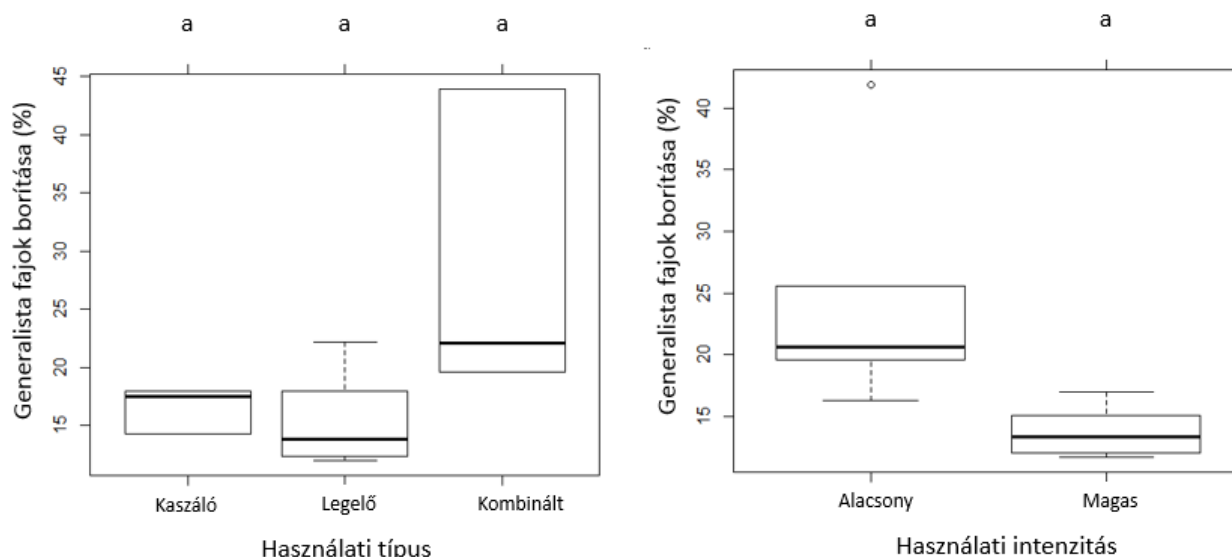 a a a
Generalista fajok borítása (%)
45
40
35
30
25
20
15
Kaszáló Legelő Kombinált
Használati típus
a a
Generalista fajok borítása (%)
40
35
30
25
20
15
Alacsony Magas
Használati intenzitás